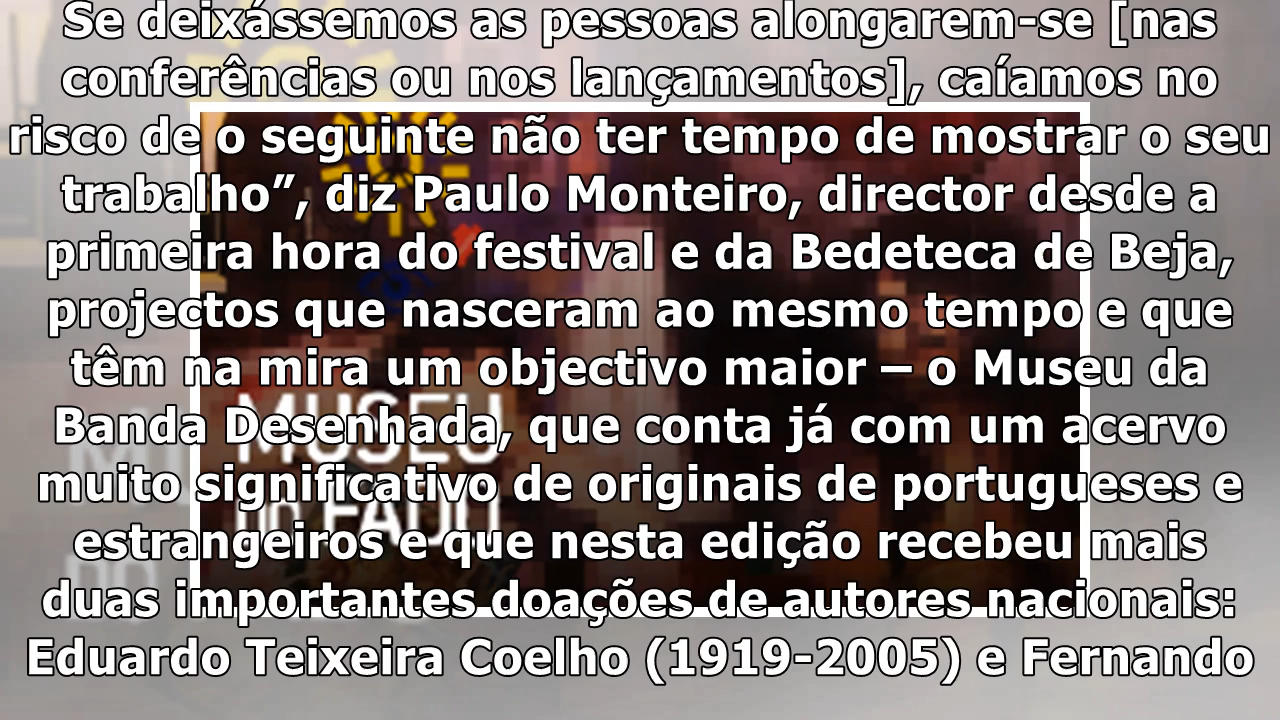 Se deixássemos as pessoas alongarem-se [nas
conferências ou nos lançamentos], caíamos no
risco de o seguinte não ter tempo de mostrar o seu
trabalho”, diz Paulo Monteiro, director desde a
primeira hora do festival e da Bedeteca de Beja,
projectos que nasceram ao mesmo tempo e que
têm na mira um objectivo maior – o Museu da
Banda Desenhada, que conta já com um acervo
muito significativo de originais de portugueses e
estrangeiros e que nesta edição recebeu mais
duas importantes doações de autores nacionais:
Eduardo Teixeira Coelho (1919-2005) e Fernando
MUSEU
DO FADO